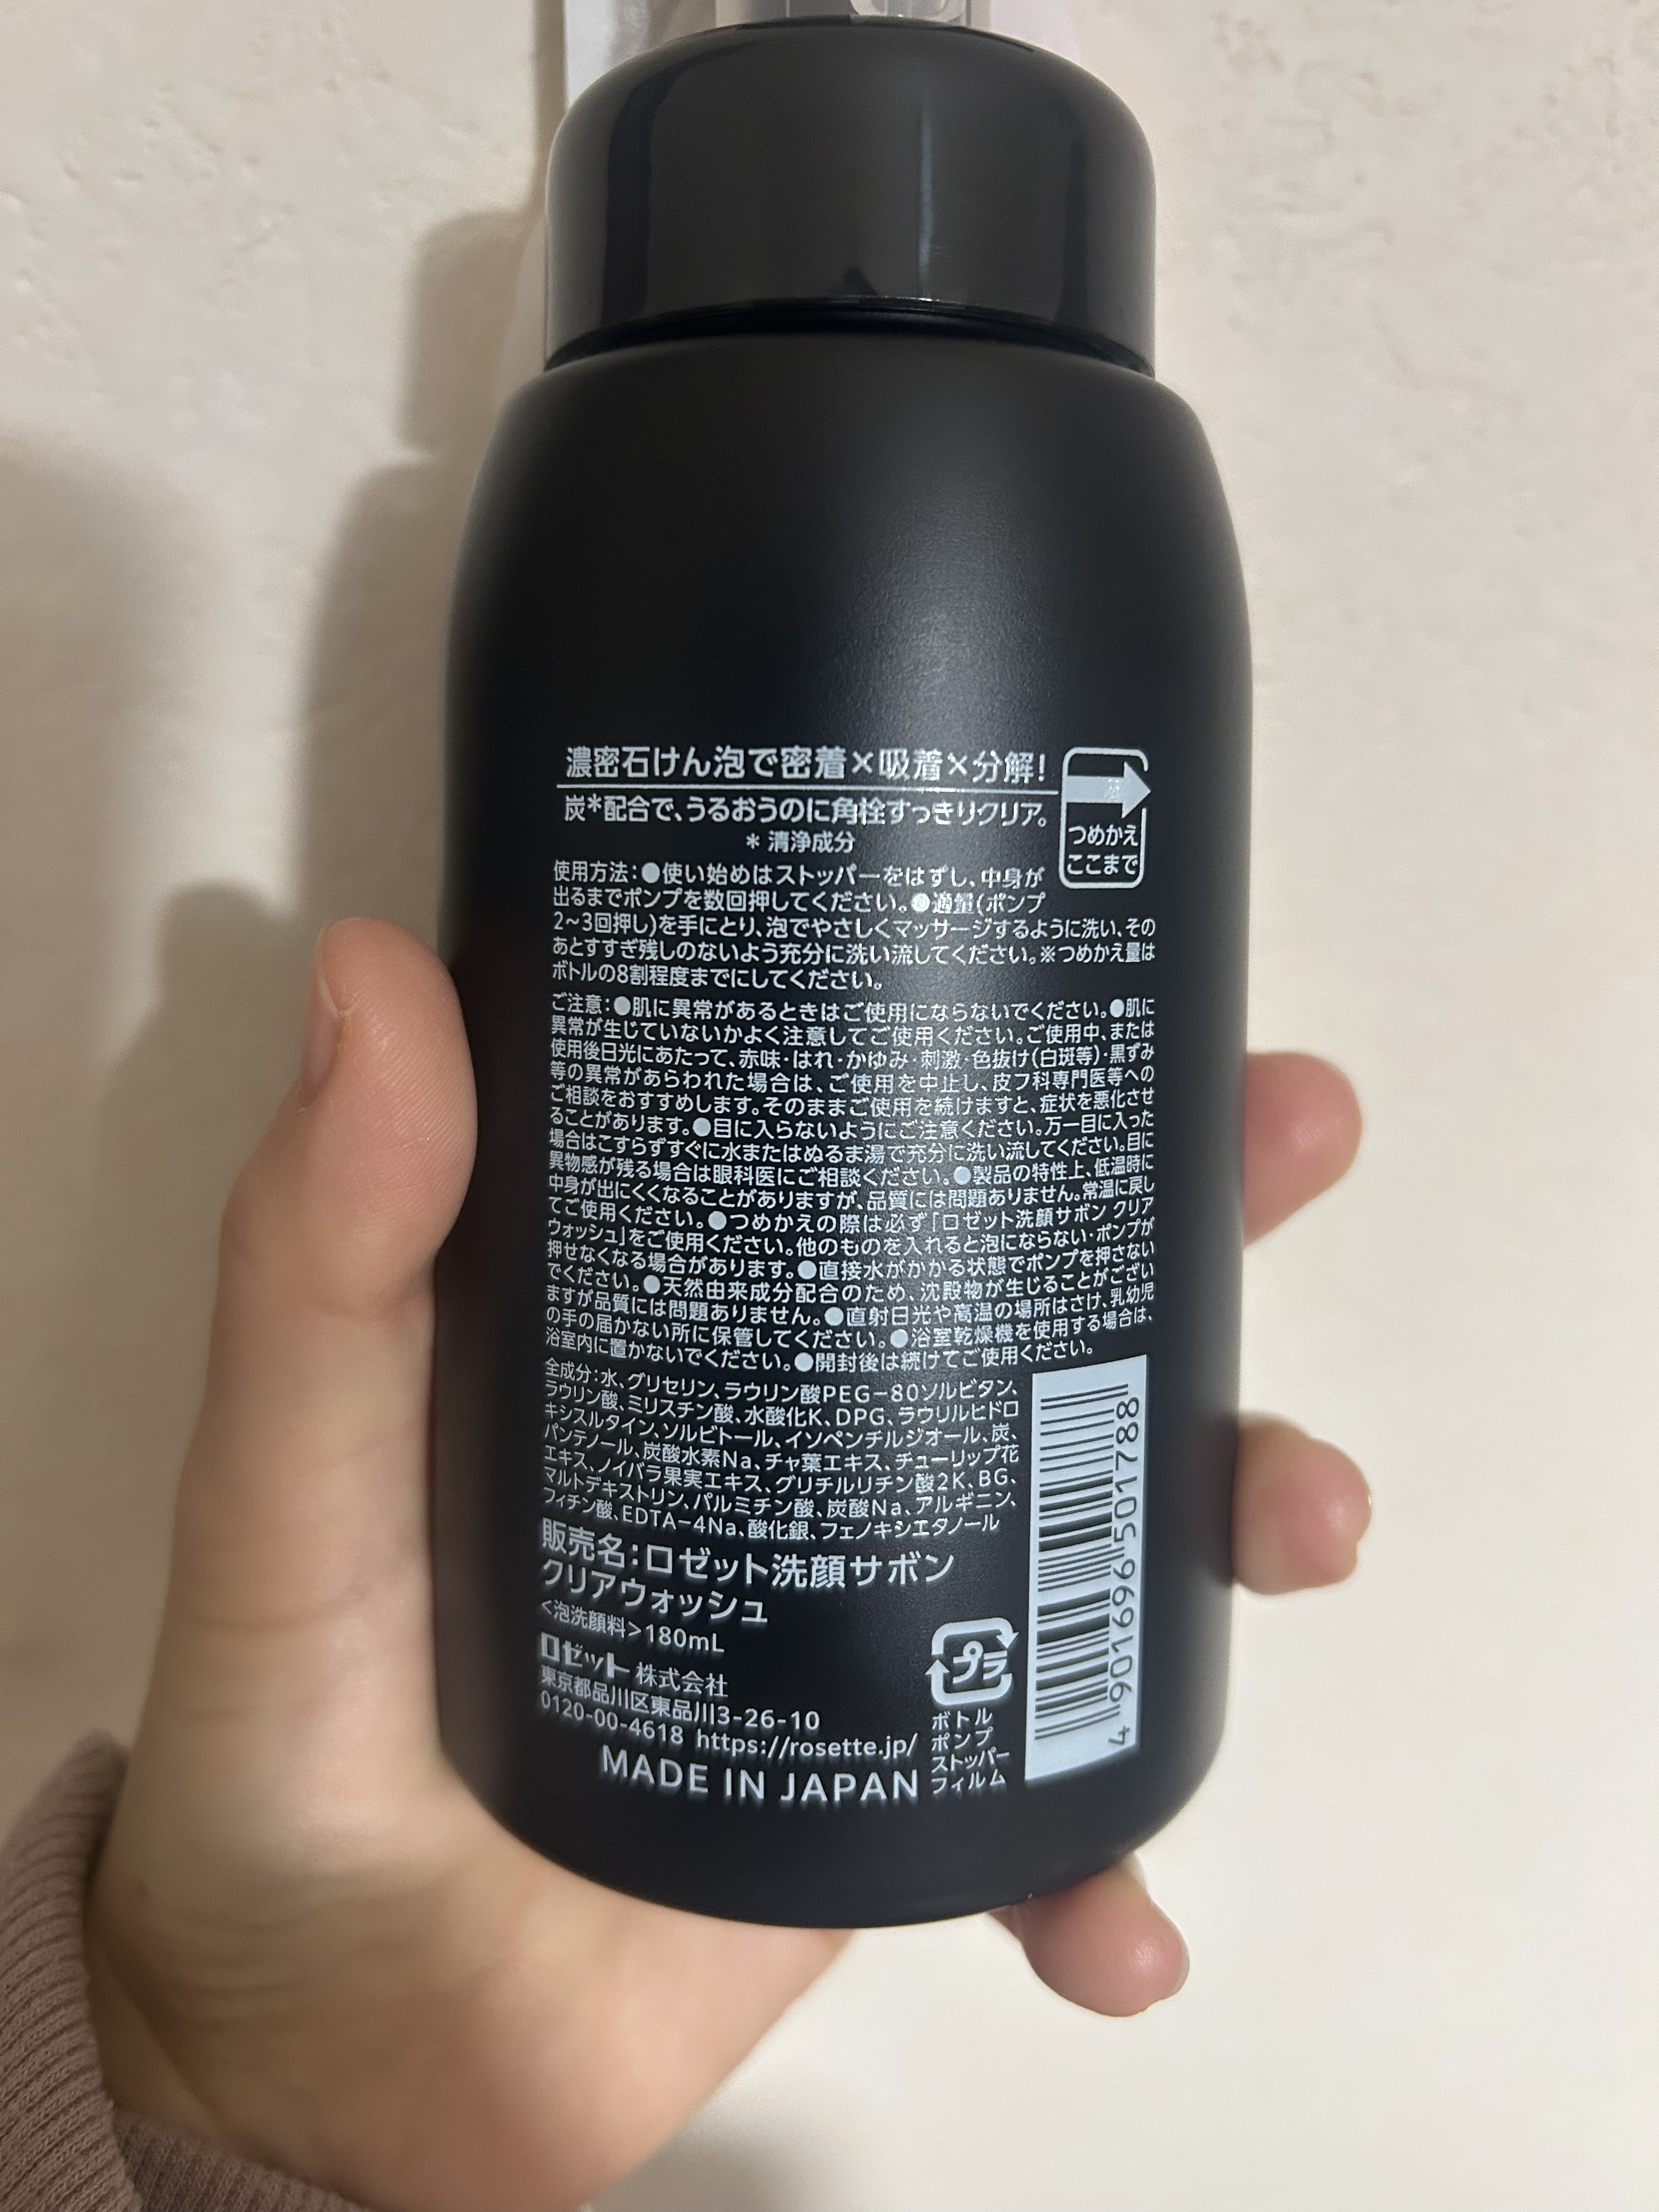 濃密石けん泡で密着×吸着×分解!
炭*配合で、うるおうのに角栓すっきりクリア。
* 清浄成分
つめかえ
ここまで
使用方法:●使い始めはストッパーをはずし、中身が
出るまでポンプを数回押してください。●適量(ポンプ
2~3回押し)を手にとり、泡でやさしくマッサージするように洗い、その
あとすすぎ残しのないよう充分に洗い流してください。※つめかえ量は
ボトルの8割程度までにしてください。
ご注意:●肌に異常があるときはご使用にならないでください。●肌に
異常が生じていないかよく注意してご使用ください。ご使用中、または
使用後日光にあたって、赤味・はれ・かゆみ・刺激・色抜け(白斑等)・黒ずみ
等の異常があらわれた場合は、ご使用を中止し、皮フ科専門医等への
ご相談をおすすめします。そのままご使用を続けますと、症状を悪化させ
ることがあります。●目に入らないようにご注意ください。万一目に入った
場合はこすらずすぐに水またはぬるま湯で充分に洗い流してください。目に
異物感が残る場合は眼科医にご相談ください。●製品の特性上、低温時に
中身が出にくくなることがありますが、品質には問題ありません。常温に戻し
てご使用ください。●つめかえの際は必ず「ロゼット洗顔サボン クリア
ウォッシュ」をご使用ください。他のものを入れると泡にならない・ポンプが
押せなくなる場合があります。●直接水がかかる状態でポンプを押さない
でください。●天然由来成分配合のため、沈殿物が生じることがござい
ますが品質には問題ありません。●直射日光や高温の場所はさけ、乳幼児
の手の届かない所に保管してください。●浴室乾燥機を使用する場合は、
浴室内に置かないでください。●開封後は続けてご使用ください。
全成分:水、グリセリン、ラウリン酸PEG-80ソルビタン、
ラウリン酸、ミリスチン酸、水酸化K、DPG、ラウリルヒドロ
キシスルタイン、ソルビトール、イソペンチルジオール、炭、
パンテノール、炭酸水素Na、チャ葉エキス、チューリップ花
エキス、ノイバラ果実エキス、グリチルリチン酸2K、BG、
マルトデキストリン、パルミチン酸、炭酸Na、アルギニン、
フィチン酸、EDTA-4Na、酸化銀、フェノキシエタノール
販売名:ロゼット洗顔サボン
クリアウォッシュ
<泡洗顔料>180mL
ロゼット 株式会社
東京都品川区東品川3-26-10
0120-00-4618 https://rosette.jp/
MADE IN JAPAN
プラ
ボトル
ポンプ
ストッパー
フィルム
4 901696 501788